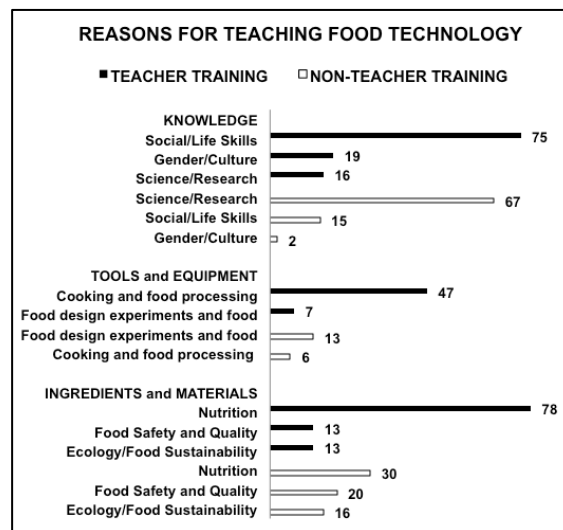 REASONS FOR TEACHING FOOD TECHNOLOGY
TEACHER TRAINING NON-TEACHER TRAINING
KNOWLEDGE
Social/Life Skills 75
Gender/Culture 19
Science/Research 16
Science/Research 67
Social/Life Skills 15
Gender/Culture 2
TOOLS and EQUIPMENT
Cooking and food processing 47
Food design experiments and food 7
Food design experiments and food 13
Cooking and food processing 6
INGREDIENTS and MATERIALS
Nutrition 78
Food Safety and Quality 13
Ecology/Food Sustainability 13
Nutrition 30
Food Safety and Quality 20
Ecology/Food Sustainability 16